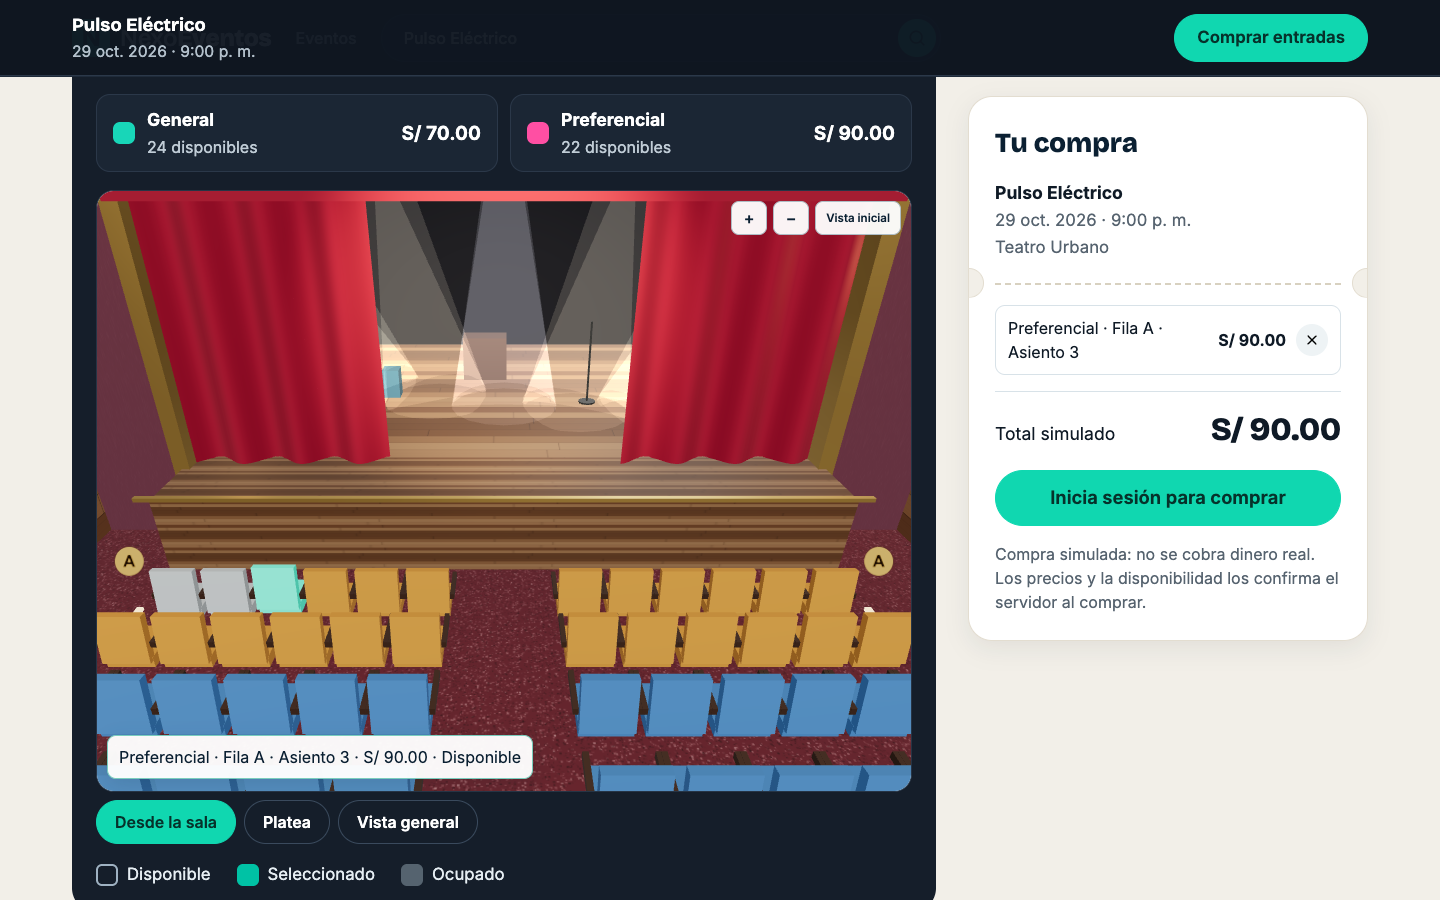 Pulso Eléctrico
29 oct. 2026 · 9:00 p. m.
NexoEventos
Eventos
Pulso Eléctrico
Comprar entradas
General
24 disponibles
S/ 70.00
Preferencial
22 disponibles
S/ 90.00
+
−
Vista inicial
A
A
Preferencial · Fila A · Asiento 3 · S/ 90.00 · Disponible
Desde la sala
Platea
Vista general
Disponible
Seleccionado
Ocupado
Tu compra
Pulso Eléctrico
29 oct. 2026 · 9:00 p. m.
Teatro Urbano
Preferencial · Fila A ·
Asiento 3
S/ 90.00
✕
Total simulado
S/ 90.00
Inicia sesión para comprar
Compra simulada: no se cobra dinero real.
Los precios y la disponibilidad los confirma el
servidor al comprar.